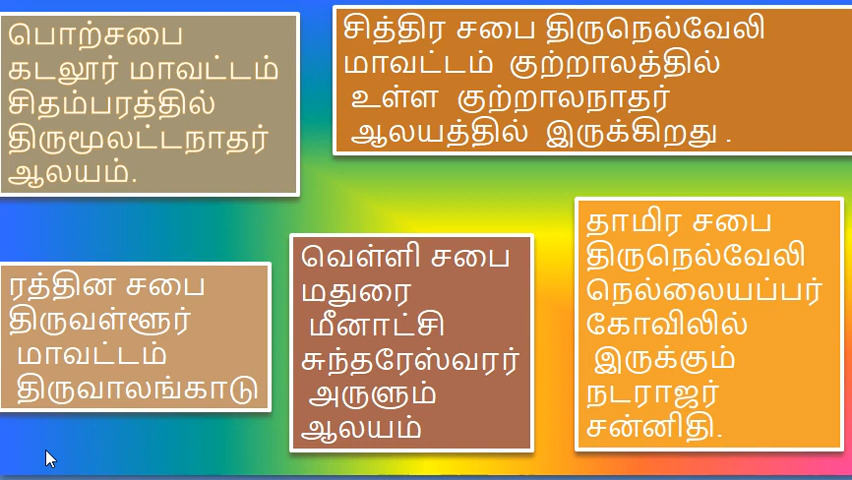 பொற்சபை
கடலூர் மாவட்டம்
சிதம்பரத்தில்
திருமூலட்டநாதர்
ஆலயம்.
சித்திர சபை திருநெல்வேலி
மாவட்டம் குற்றாலத்தில்
உள்ள குற்றாலநாதர்
ஆலயத்தில் இருக்கிறது .
ரத்தின சபை
திருவள்ளூர்
மாவட்டம்
திருவாலங்காடு
வெள்ளி சபை
மதுரை
மீனாட்சி
சுந்தரேஸ்வரர்
அருளும்
ஆலயம்
தாமிர சபை
திருநெல்வேலி
நெல்லையப்பர்
கோவிலில்
இருக்கும்
நடராஜர்
சன்னிதி.